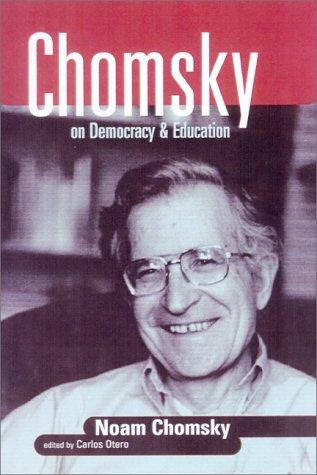 Chomsky
on Democracy & Education
Noam Chomsky
edited by Carlos Otero